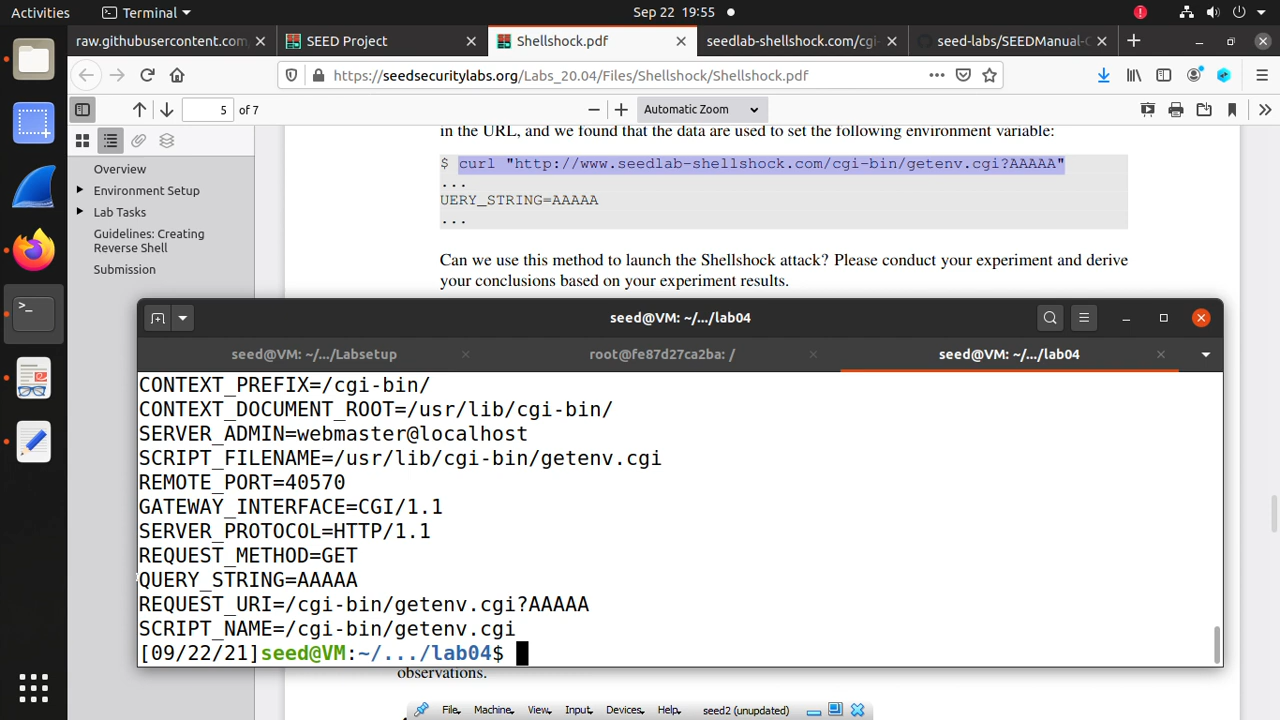 Activities
Terminal
Sep 22 19:55
raw.githubusercontent.com
SEED Project
Shellshock.pdf
seedlab-shellshock.com/cgi-
seed-labs/SEEDManual-
https://seedsecuritylabs.org/Labs_20.04/Files/Shellshock/Shellshock.pdf
5 of 7
Automatic Zoom
Overview
Environment Setup
Lab Tasks
Guidelines: Creating
Reverse Shell
Submission
in the URL, and we found that the data are used to set the following environment variable:
$ curl "http://www.seedlab-shellshock.com/cgi-bin/getenv.cgi?AAAAA"
...
UERY_STRING=AAAAA
...
Can we use this method to launch the Shellshock attack? Please conduct your experiment and derive
your conclusions based on your experiment results.
seed@VM: ~/.../lab04
seed@VM: ~/.../Labsetup
root@fe87d27ca2ba: /
seed@VM: ~/.../lab04
CONTEXT_PREFIX=/cgi-bin/
CONTEXT_DOCUMENT_ROOT=/usr/lib/cgi-bin/
SERVER_ADMIN=webmaster@localhost
SCRIPT_FILENAME=/usr/lib/cgi-bin/getenv.cgi
REMOTE_PORT=40570
GATEWAY_INTERFACE=CGI/1.1
SERVER_PROTOCOL=HTTP/1.1
REQUEST_METHOD=GET
QUERY_STRING=AAAAA
REQUEST_URI=/cgi-bin/getenv.cgi?AAAAA
SCRIPT_NAME=/cgi-bin/getenv.cgi
[09/22/21]seed@VM:~/.../lab04$
observations.
File Machine View Input Devices Help seed2 (unupdated)